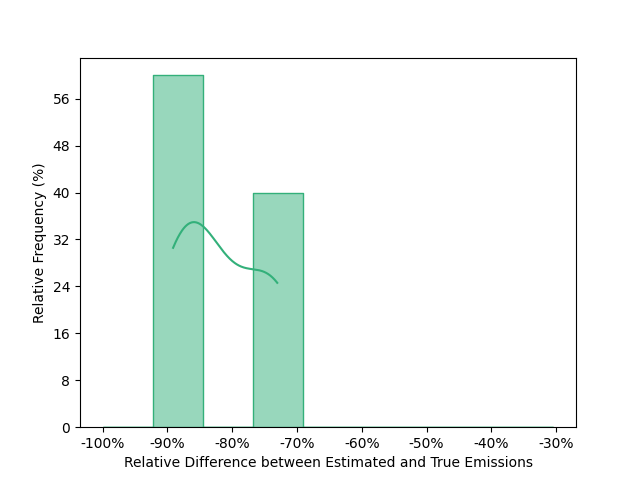 56
48
40
32
24
16
8
0
Relative Frequency (%)
-100% -90% -80% -70% -60% -50% -40% -30%
Relative Difference between Estimated and True Emissions